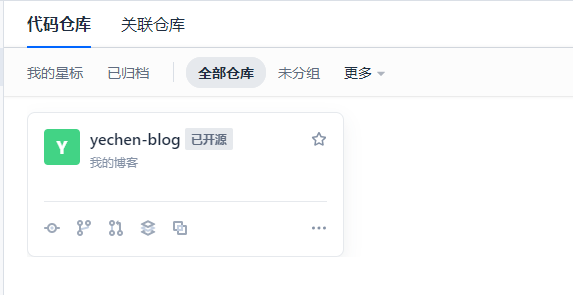 代码仓库 关联仓库
我的星标 已归档 全部仓库 未分组 更多
Y yechen-blog 已开源
我的博客